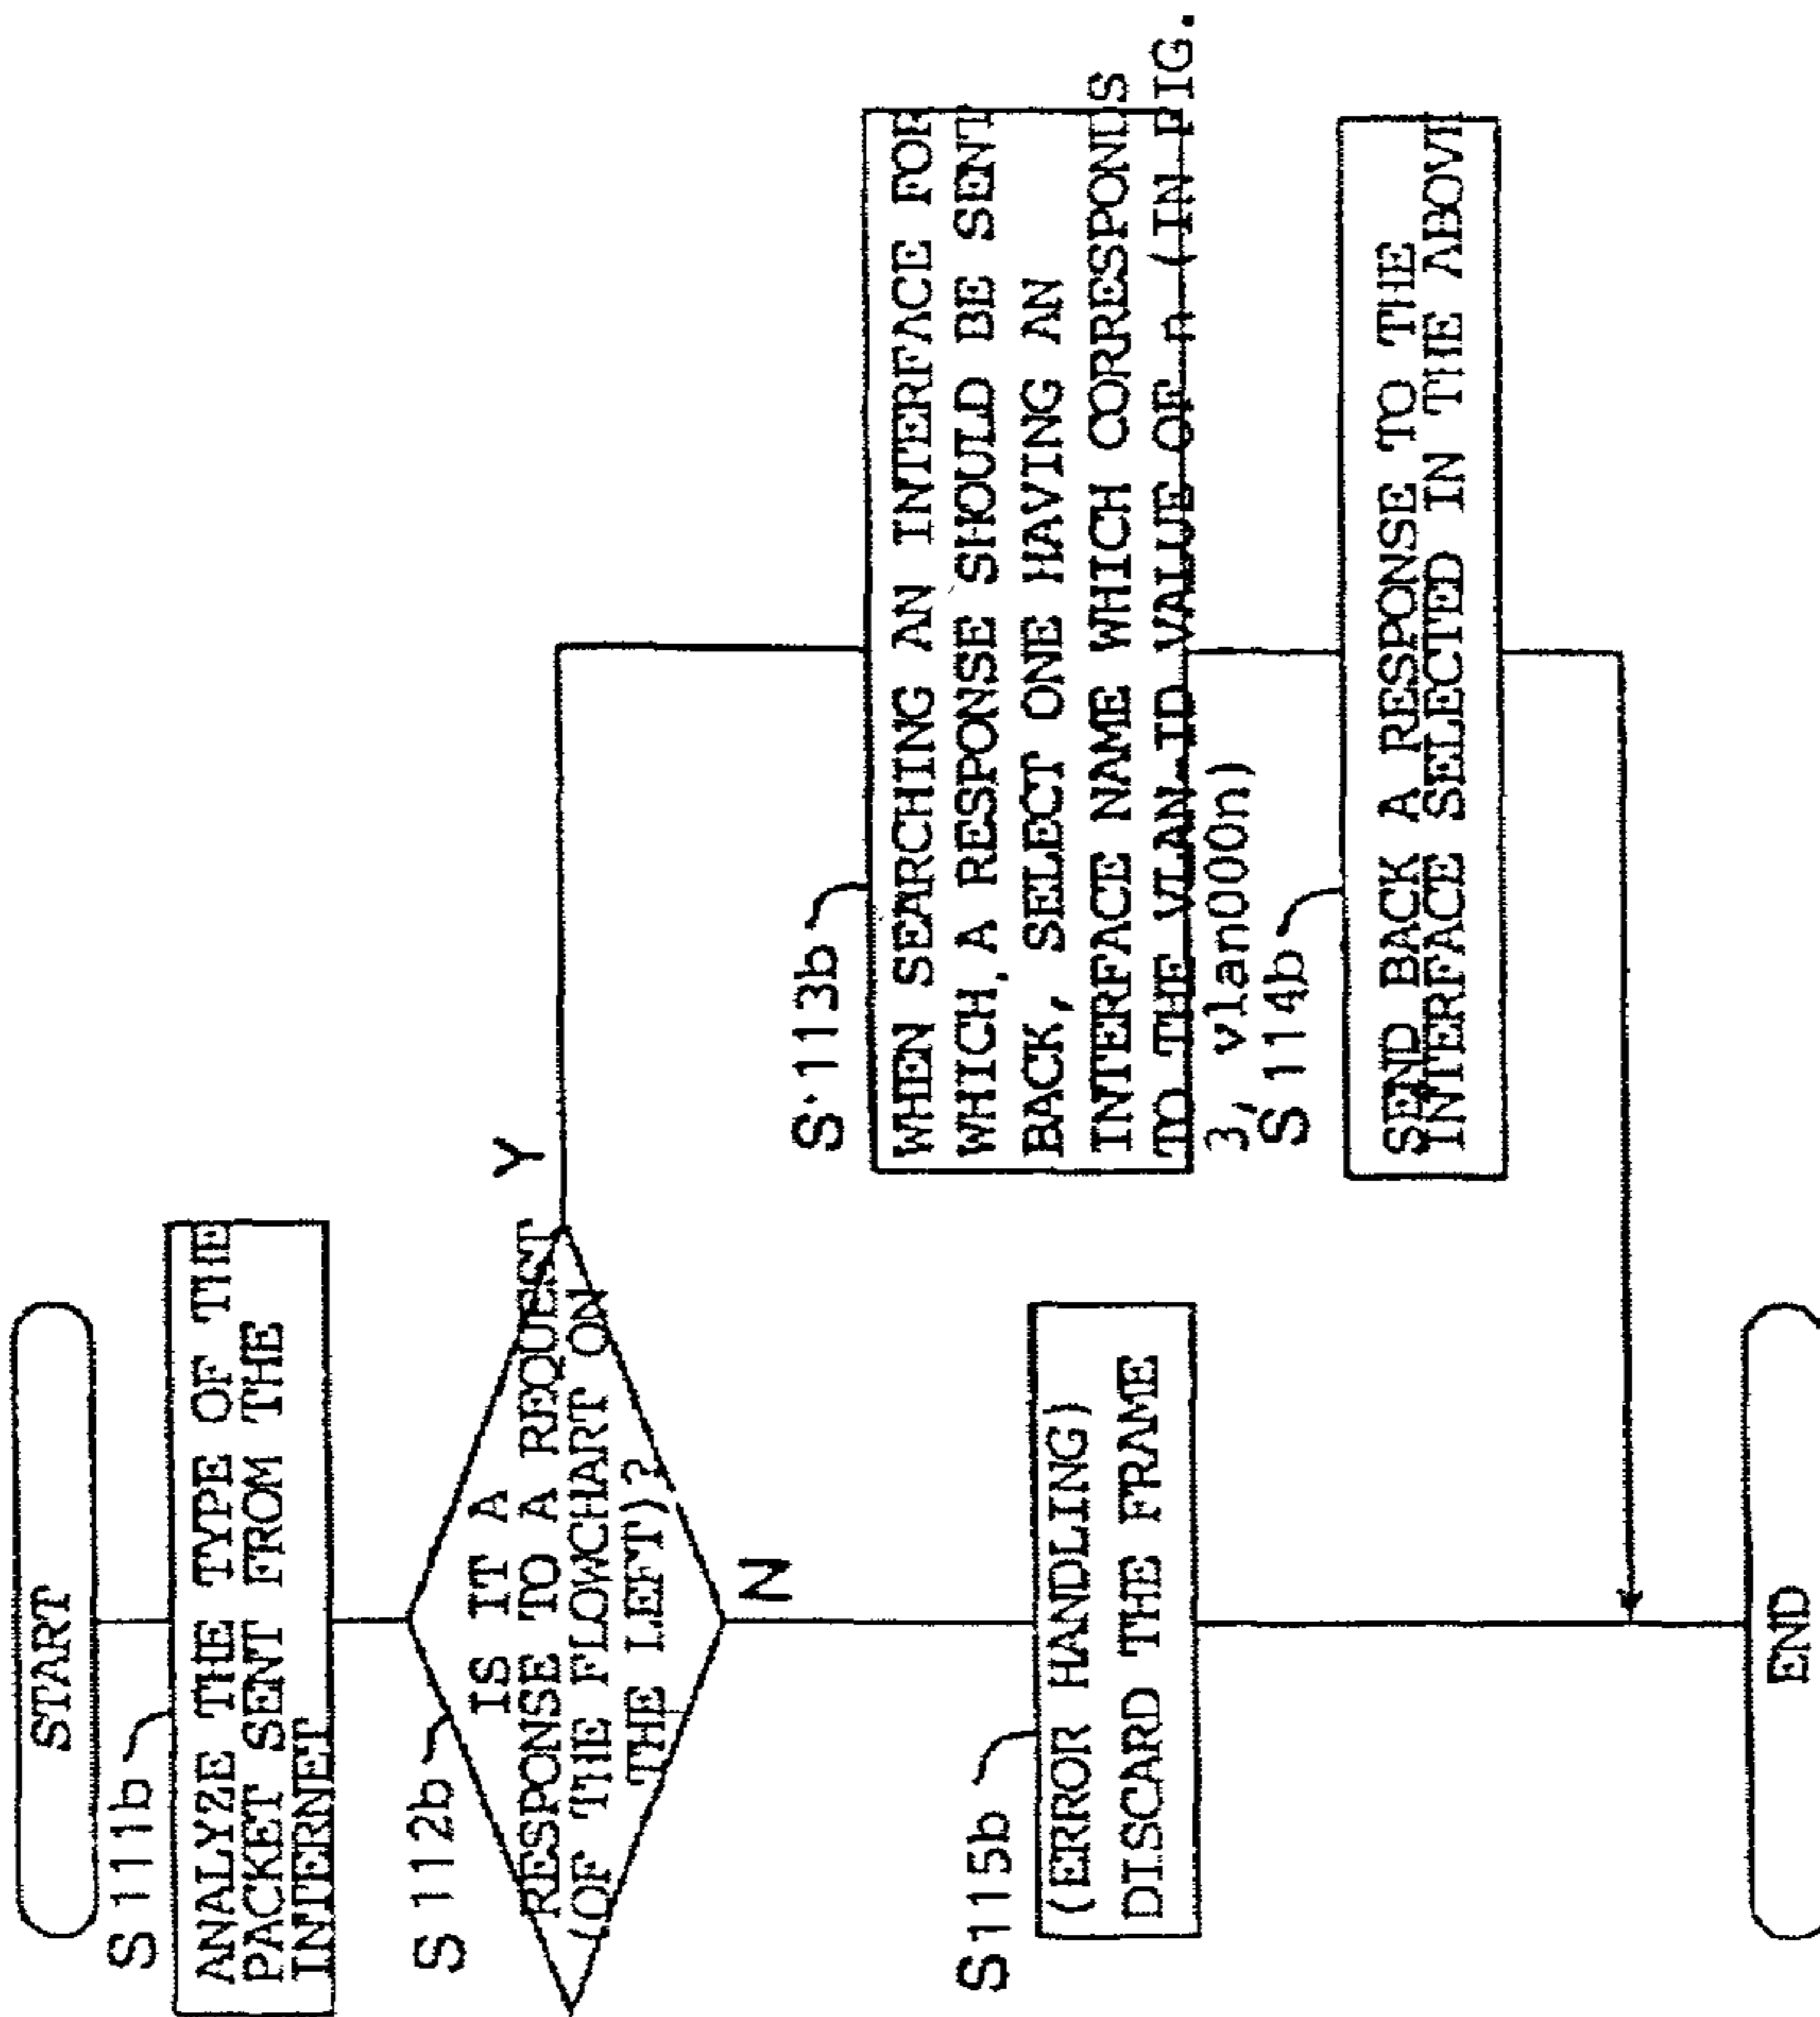 START
S111b
ANALYZE THE TYPE OF THE
PACKET SENT FROM THE
INTERNET
S112b
IS IT A
RESPONSE TO A REQUEST
(OF THE FLOWCHART ON
THE LEFT)?
Y
N
S113b
WHEN SEARCHING AN INTERFACE FOR
WHICH, A RESPONSE SHOULD BE SENT
BACK, SELECT ONE HAVING AN
INTERFACE NAME WHICH CORRESPONDS
TO THE VLAN-ID VALUE OF n (IN FIG.
3, vlan000n)
S114b
SEND BACK A RESPONSE TO THE
INTERFACE SELECTED IN THE ABOVE
S115b
(ERROR HANDLING)
DISCARD THE FRAME
END